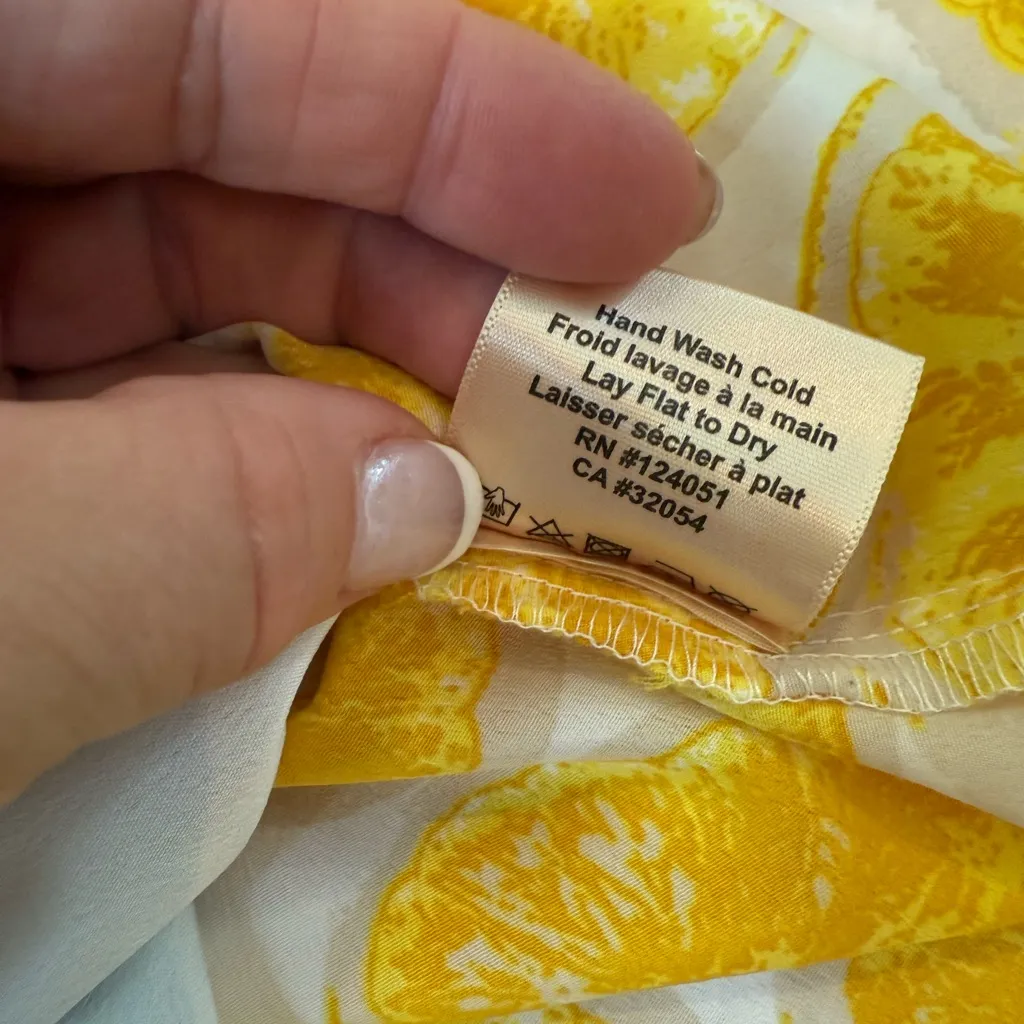 Hand Wash Cold
Froid lavage à la main
Lay Flat to Dry
Laisser sécher à plat
RN #124051
CA #32054